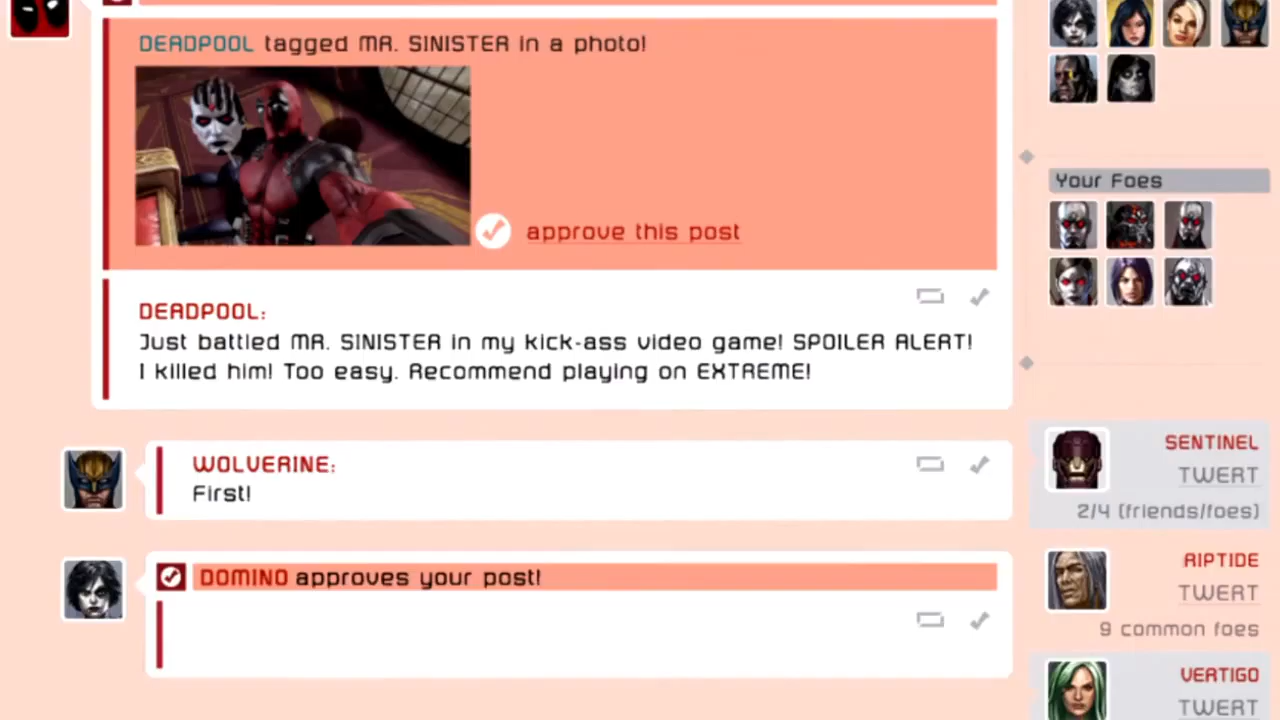 DEADPOOL tagged MR. SINISTER in a photo!
approve this post
DEADPOOL:
Just battled MR. SINISTER in my kick-ass video game! SPOILER ALERT!
I killed him! Too easy. Recommend playing on EXTREME!
WOLVERINE:
First!
DOMINO approves your post!
Your Foes
SENTINEL
TWERT
2/4 (friends/foes)
RIPTIDE
TWERT
9 common foes
VERTIGO
TWERT